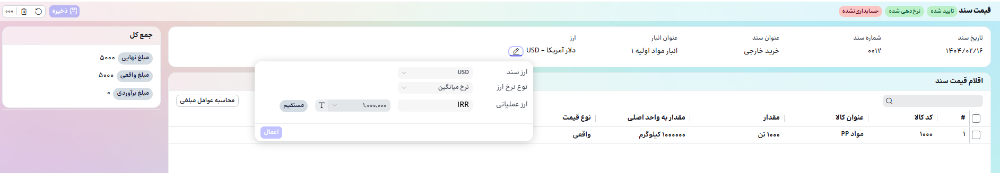 قیمت سند تایید شده نرخ‌دهی شده حسابداری‌نشده ذخیره
تاریخ سند شماره سند عنوان سند عنوان انبار ارز
۱۴۰۴/۰۲/۱۶ ۰۰۱۲ خرید خارجی انبار مواد اولیه ۱ دلار آمریکا – USD
ارز سند USD
نوع نرخ ارز نرخ میانگین
ارز عملیاتی IRR ۱,۰۰۰,۰۰۰ مستقیم
اعمال
اقلام قیمت سند
محاسبه عوامل مبلغی
# کد کالا عنوان کالا مقدار مقدار به واحد اصلی نوع قیمت
۱ ۱۰۰۰ مواد PP ۱۰۰۰ تن ۱۰۰۰۰۰۰ کیلوگرم واقعی
جمع کل
مبلغ نهایی ۵۰۰۰
مبلغ واقعی ۵۰۰۰
مبلغ برآوردی ۰